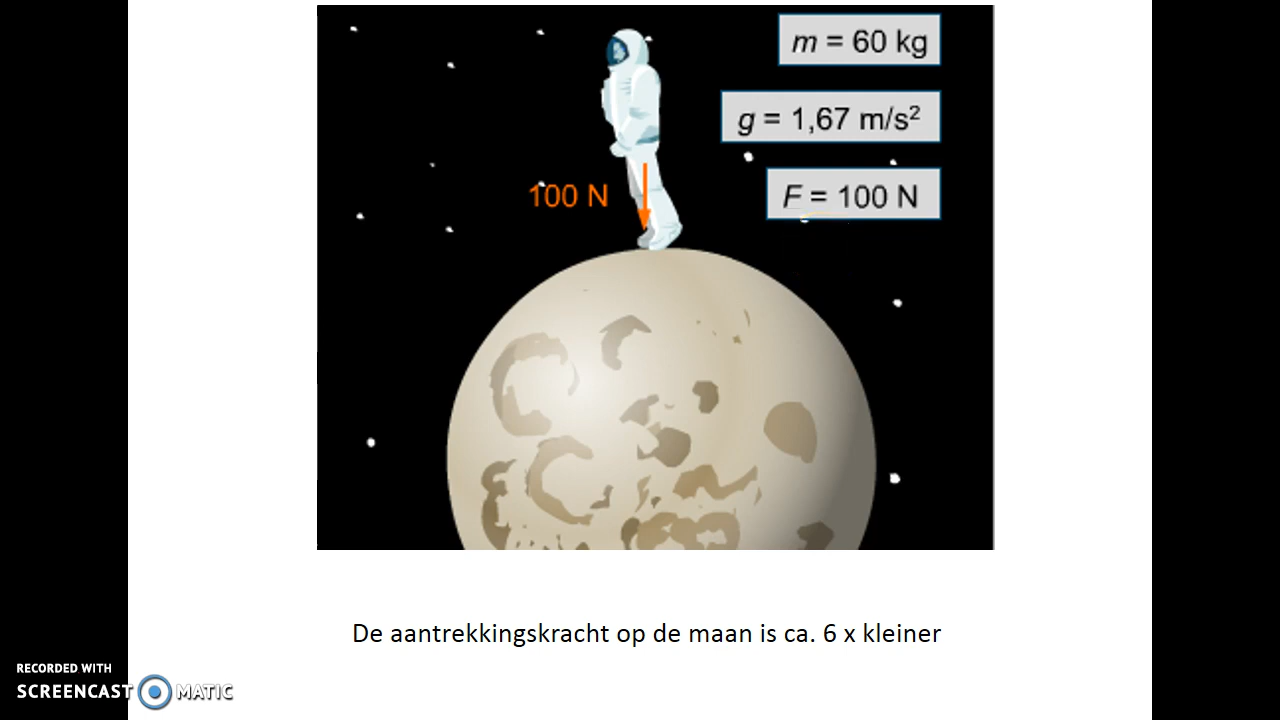 m = 60 kg
g = 1,67 m/s²
100 N
F = 100 N
De aantrekkingskracht op de maan is ca. 6 x kleiner
RECORDED WITH
SCREENCAST MATIC